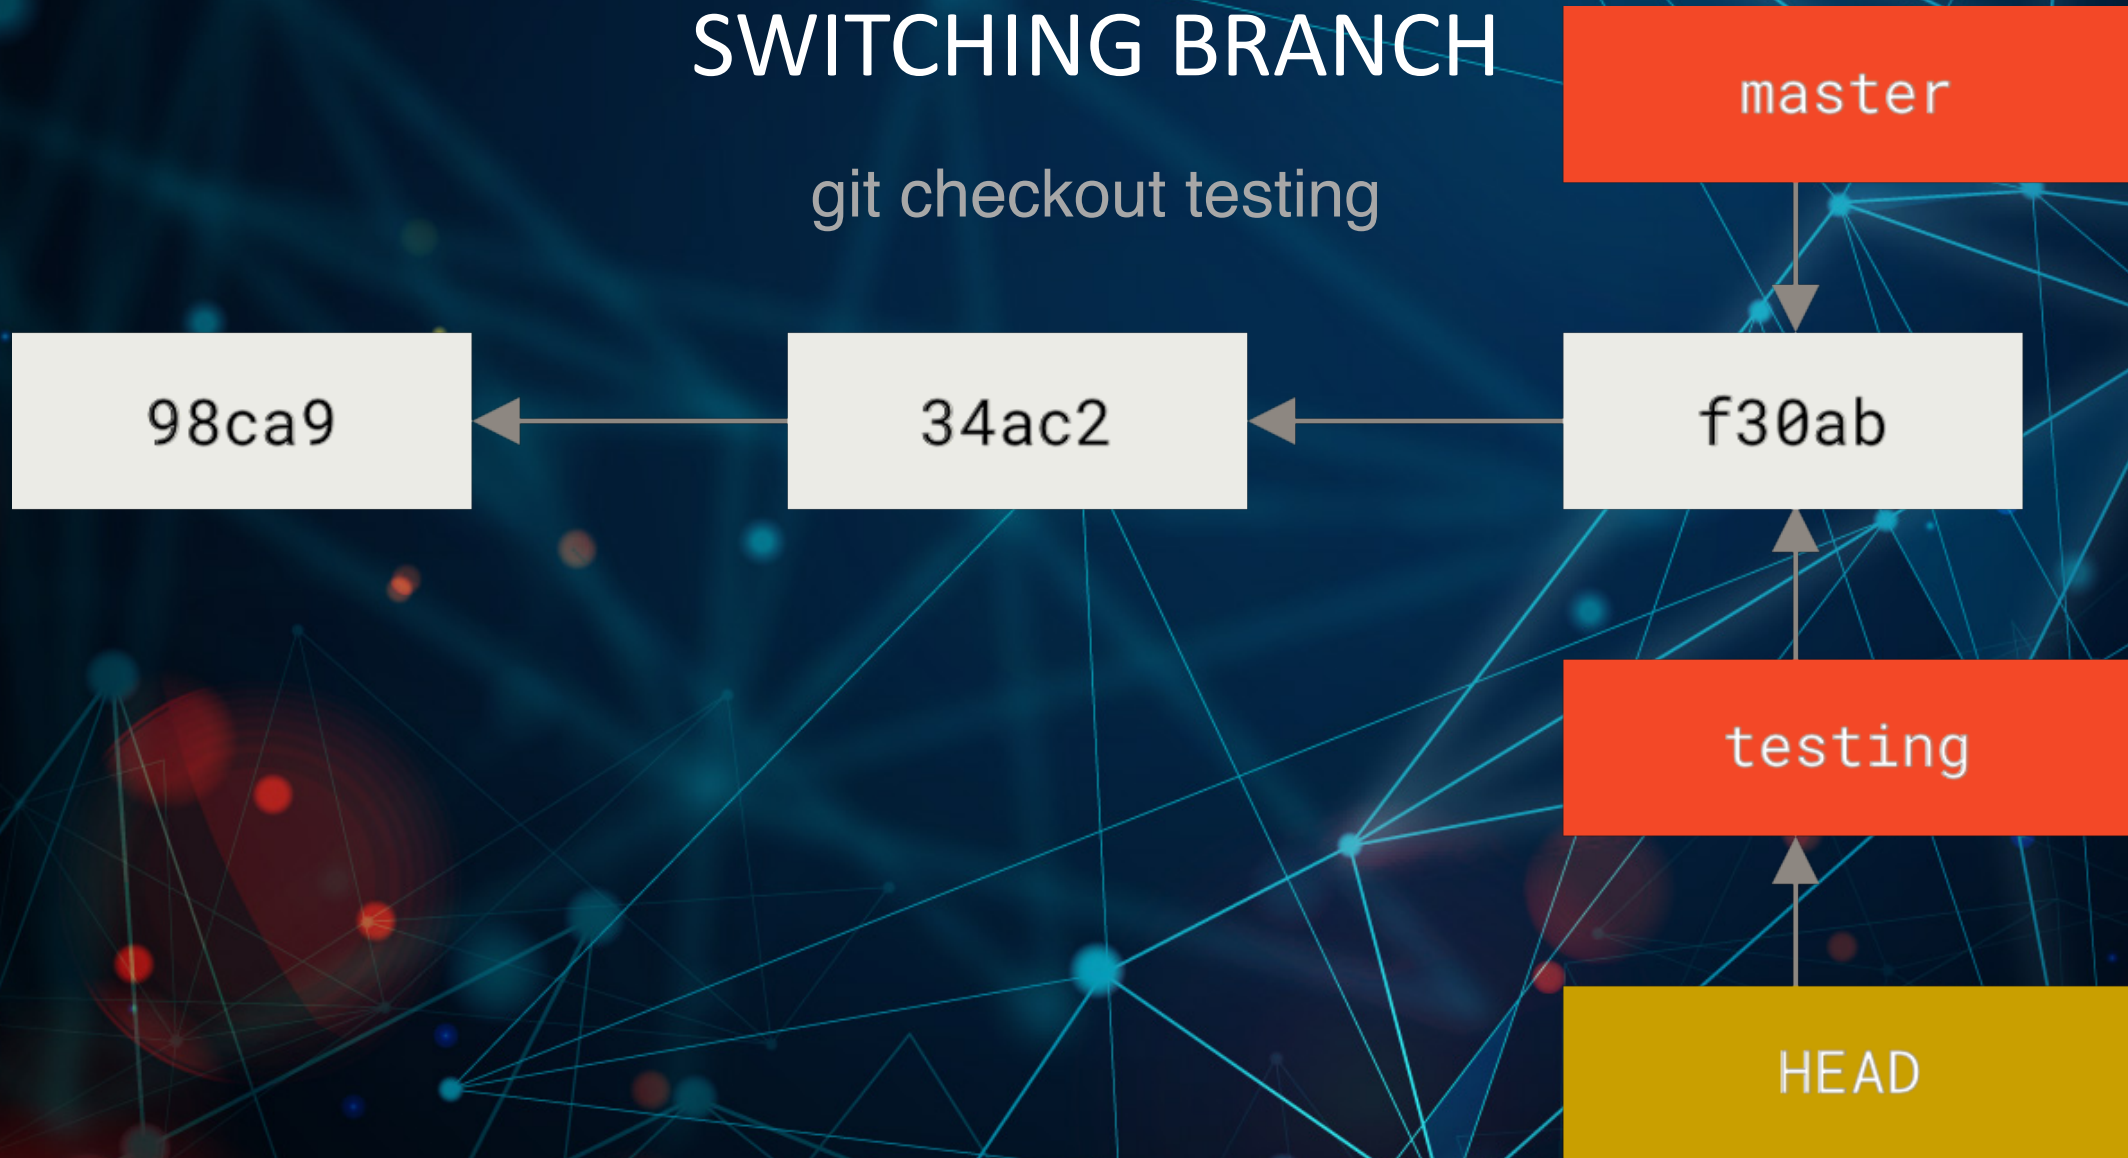 SWITCHING BRANCH
master
git checkout testing
98ca9
34ac2
f30ab
testing
HEAD